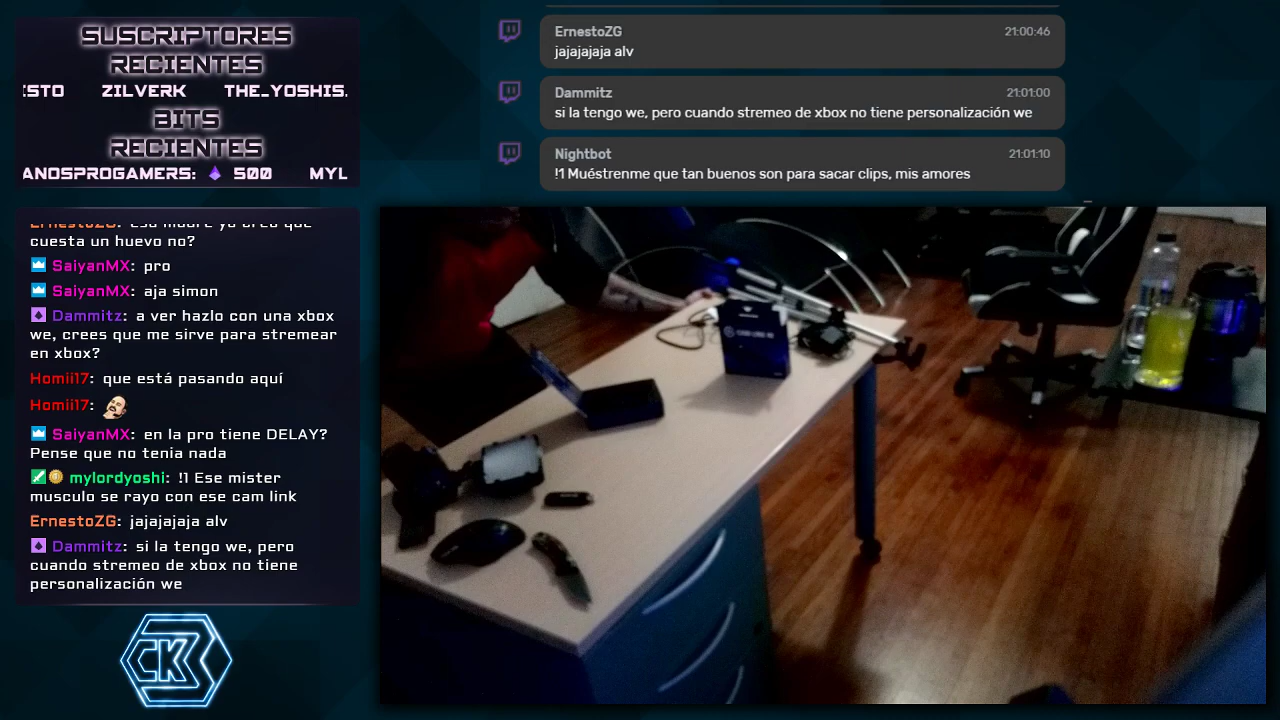 SUSCRIPTORES
RECIENTES
ZILVERK THE_YOSHIS.
BITS
RECIENTES
ANOSPROGAMERS: 500 MYL
ErnestoZG 21:00:46
jajajajaja alv
Dammitz 21:01:00
si la tengo we, pero cuando stremeo de xbox no tiene personalización we
Nightbot 21:01:10
!1 Muéstrenme que tan buenos son para sacar clips, mis amores
cuesta un huevo no?
SaiyanMX: pro
SaiyanMX: aja simon
Dammitz: a ver hazlo con una xbox
we, crees que me sirve para stremear
en xbox?
Homii17: que está pasando aquí
Homii17:
SaiyanMX: en la pro tiene DELAY?
Pense que no tenia nada
mylordyoshi: !1 Ese mister
musculo se rayo con ese cam link
ErnestoZG: jajajajaja alv
Dammitz: si la tengo we, pero
cuando stremeo de xbox no tiene
personalización we